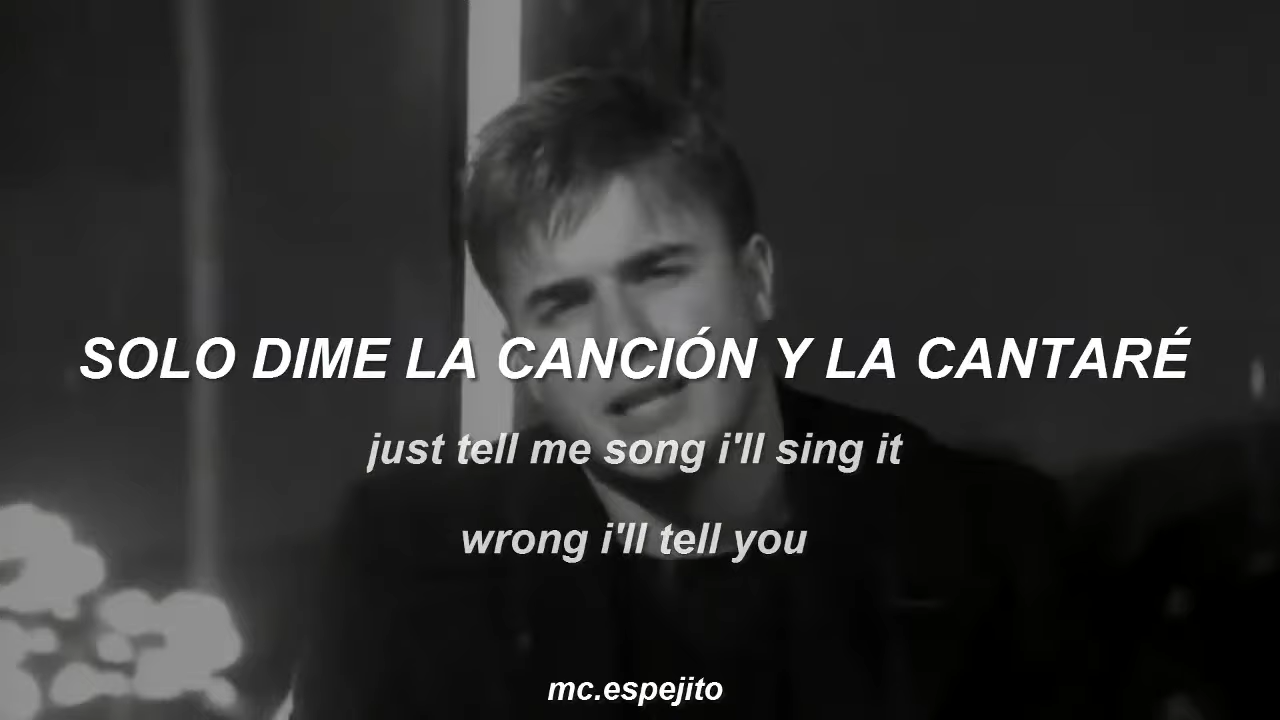 SOLO DIME LA CANCIÓN Y LA CANTARÉ
just tell me song i'll sing it
wrong i'll tell you
mc.espejito